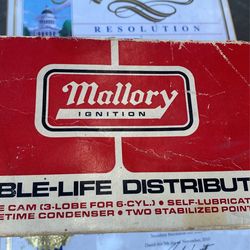 RESOLUTION
Mallory
IGNITION
BLE-LIFE DISTRIBUT
E CAM (3-LOBE FOR 6-CYL.) • SELF-LUBRICAT
ETIME CONDENSER • TWO STABILIZED POINT